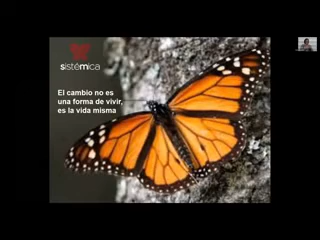 sistémica
El cambio no es
una forma de vivir,
es la vida misma